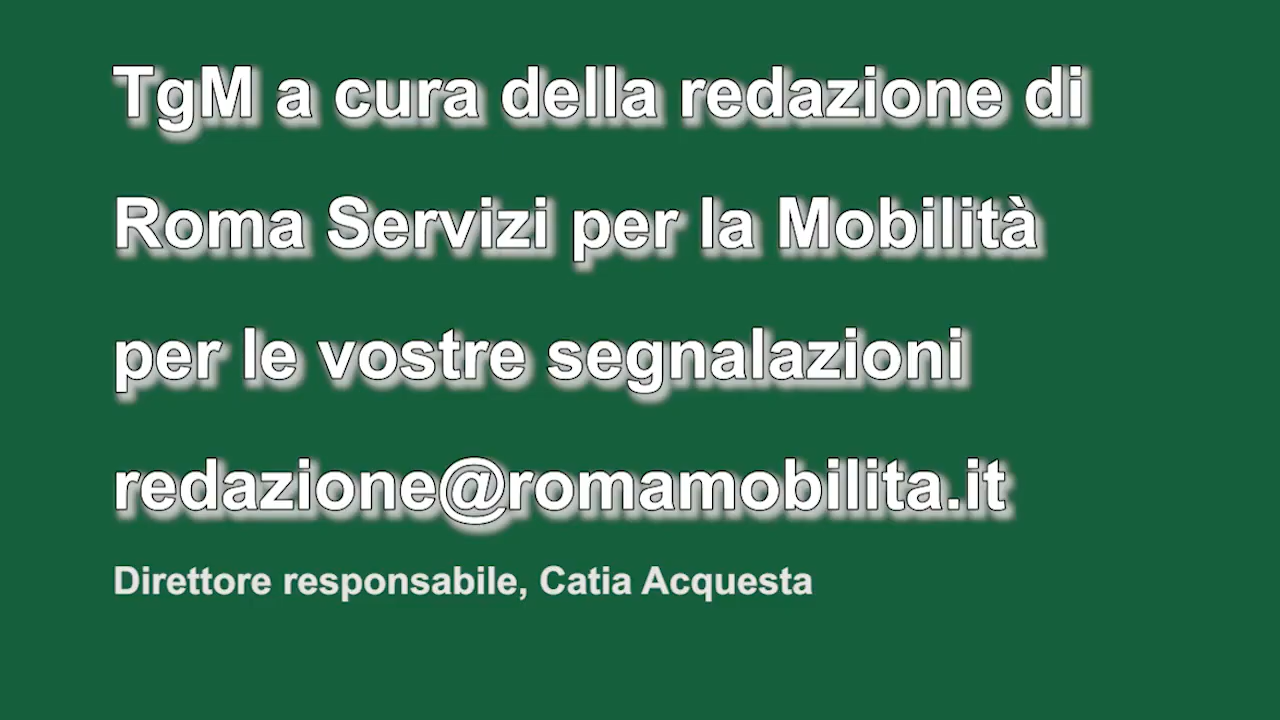 TgM a cura della redazione di
Roma Servizi per la Mobilità
per le vostre segnalazioni
redazione@romamobilita.it
Direttore responsabile, Catia Acquesta